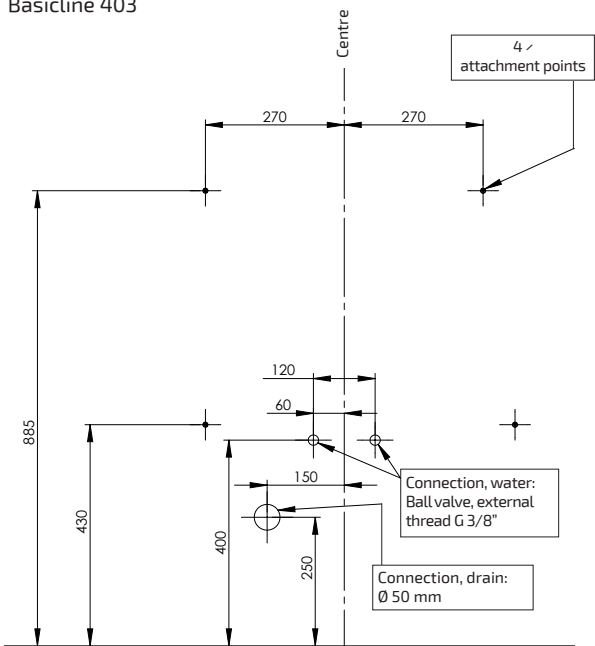 Basicline 403
Centre
4
attachment points
270
270
120
60
885
430
400
150
250
Connection, water:
Ball valve, external
thread G 3/8"
Connection, drain:
Ø 50 mm